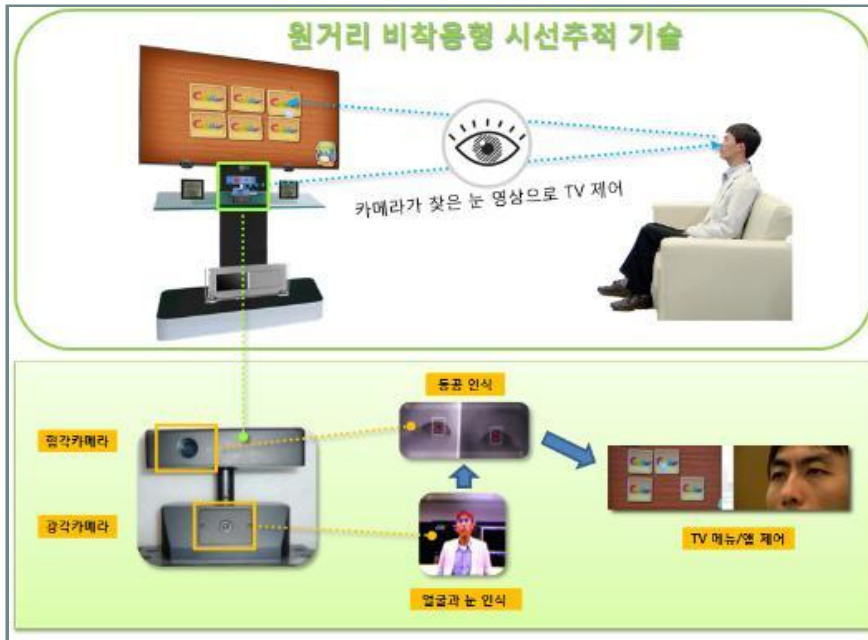 원거리 비착용형 시선추적 기술
카메라가 찾은 눈 영상으로 TV 제어
동공 인식
협각카메라
광각카메라
TV 메뉴/앱 제어
얼굴과 눈 인식